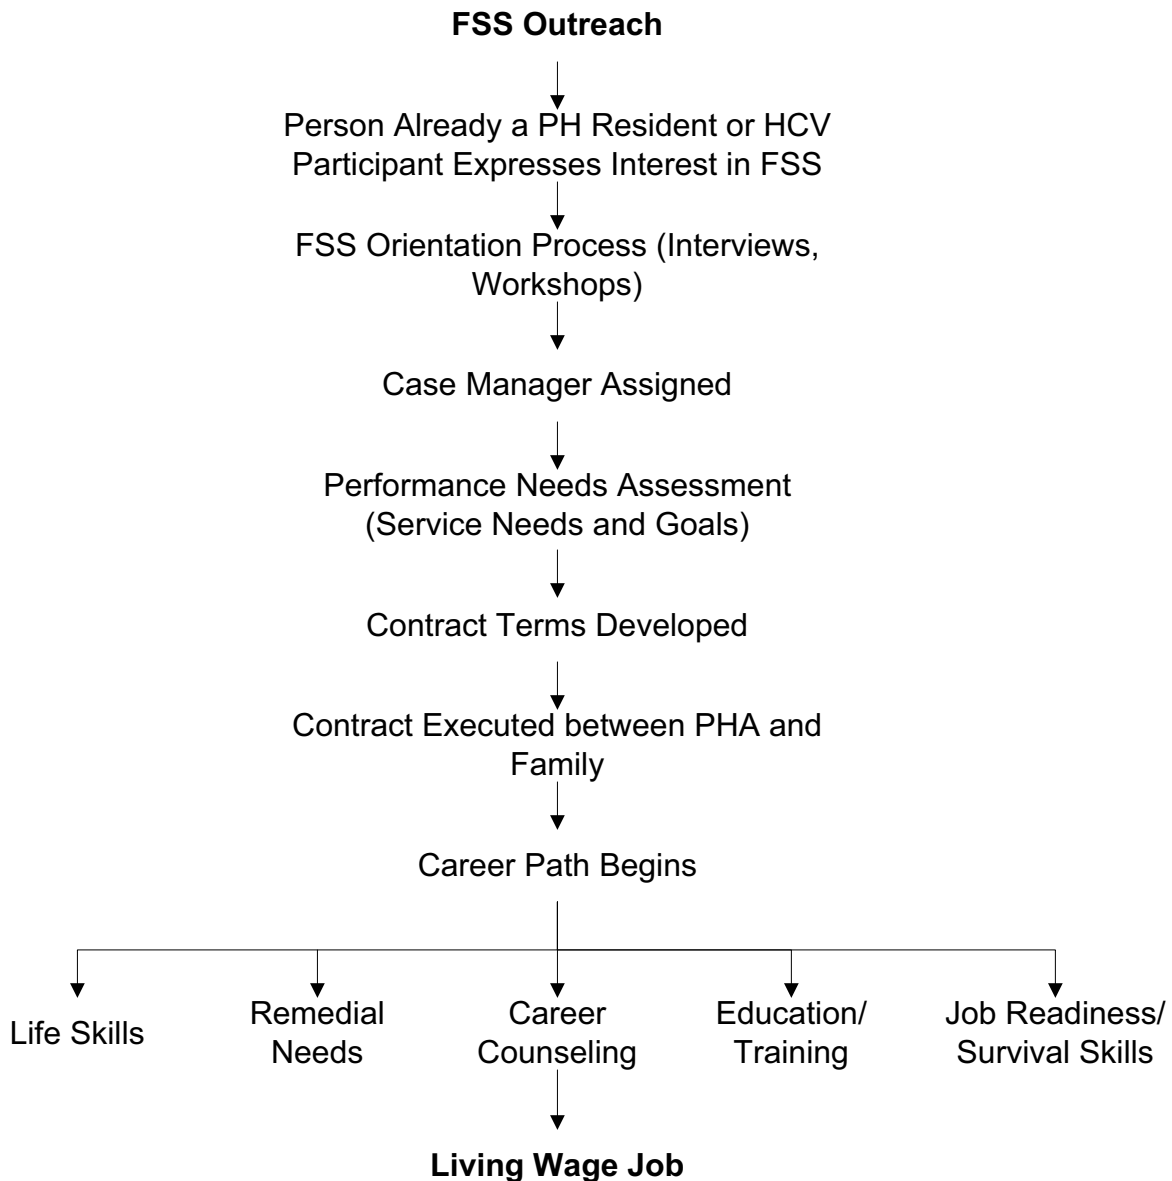 FSS Outreach
Person Already a PH Resident or HCV
Participant Expresses Interest in FSS
FSS Orientation Process (Interviews,
Workshops)
Case Manager Assigned
Performance Needs Assessment
(Service Needs and Goals)
Contract Terms Developed
Contract Executed between PHA and
Family
Career Path Begins
Life Skills
Remedial
Needs
Career
Counseling
Education/
Training
Job Readiness/
Survival Skills
Living Wage Job